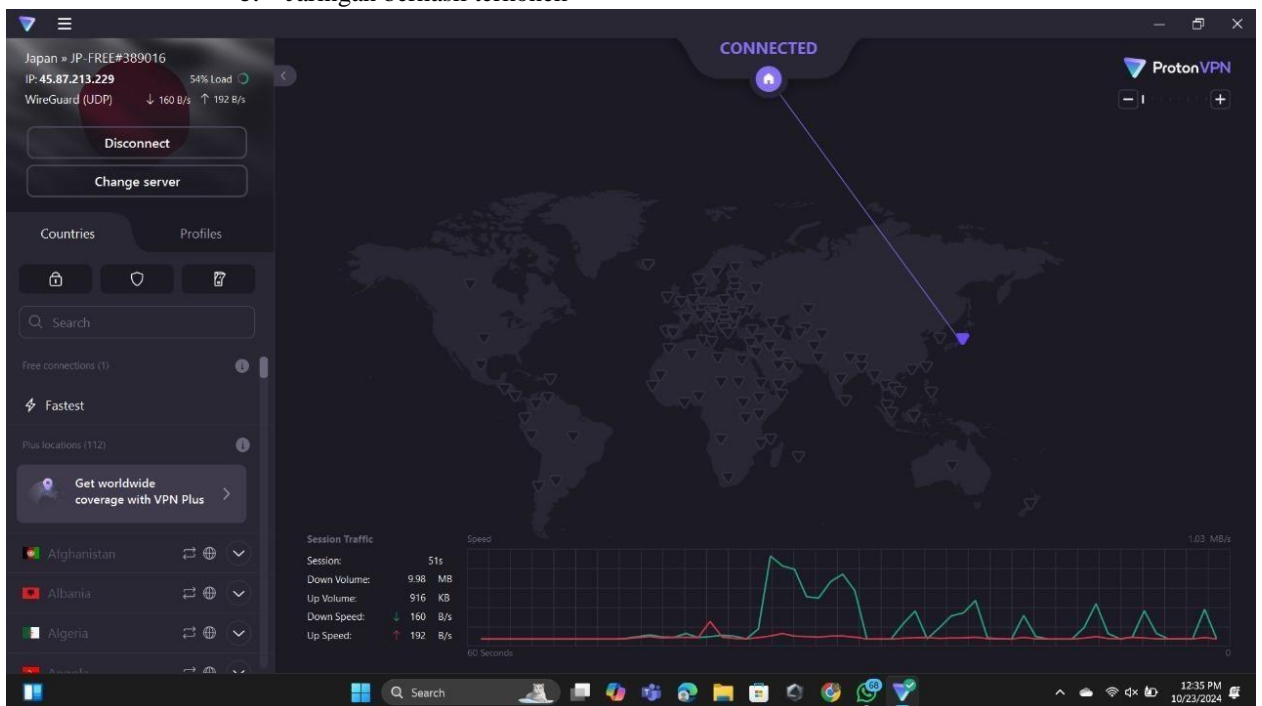 Japan » JP-FREE#389016
IP: 45.87.213.229 54% Load
WireGuard (UDP) ↓ 160 B/s ↑ 192 B/s
Disconnect
Change server
Countries Profiles
Search
Free connections (1)
Fastest
Plus locations (112)
Get worldwide
coverage with VPN Plus
Afghanistan
Albania
Algeria
Angola
CONNECTED
ProtonVPN
Session Traffic
Session: 51s
Down Volume: 9.98 MB
Up Volume: 916 KB
Down Speed: ↓ 160 B/s
Up Speed: ↑ 192 B/s
Speed 1.03 MB/s
60 Seconds 0
Search
68
12:35 PM
10/23/2024